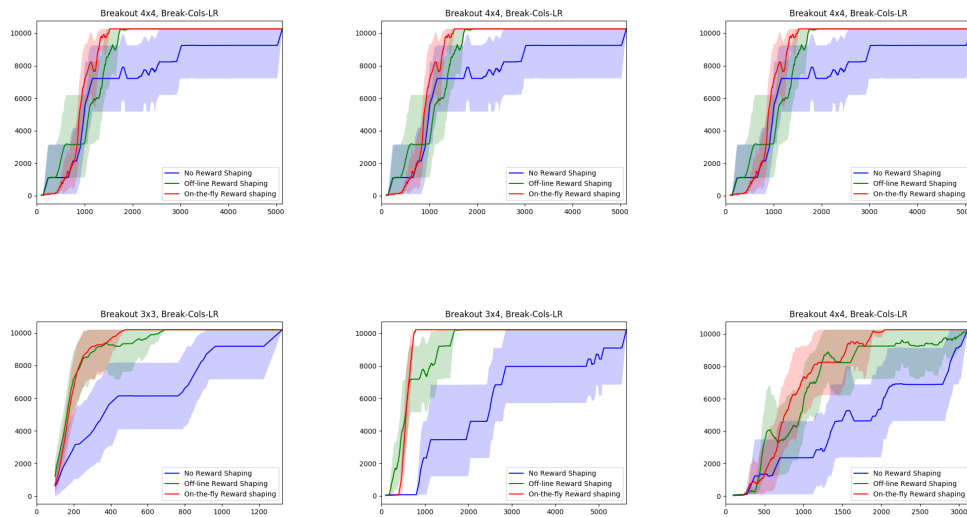 Breakout 4x4, Break-Cols-LR
10000
8000
6000
4000
2000
0
No Reward Shaping
Off-line Reward Shaping
On-the-fly Reward shaping
0 1000 2000 3000 4000 5000
Breakout 4x4, Break-Cols-LR
10000
8000
6000
4000
2000
0
No Reward Shaping
Off-line Reward Shaping
On-the-fly Reward shaping
0 1000 2000 3000 4000 5000
Breakout 4x4, Break-Cols-LR
10000
8000
6000
4000
2000
0
No Reward Shaping
Off-line Reward Shaping
On-the-fly Reward shaping
0 1000 2000 3000 4000 5000
Breakout 3x3, Break-Cols-LR
10000
8000
6000
4000
2000
0
No Reward Shaping
Off-line Reward Shaping
On-the-fly Reward shaping
0 200 400 600 800 1000 1200
Breakout 3x4, Break-Cols-LR
10000
8000
6000
4000
2000
0
No Reward Shaping
Off-line Reward Shaping
On-the-fly Reward shaping
0 1000 2000 3000 4000 5000
Breakout 4x4, Break-Cols-LR
10000
8000
6000
4000
2000
0
No Reward Shaping
Off-line Reward Shaping
On-the-fly Reward shaping
0 500 1000 1500 2000 2500 3000